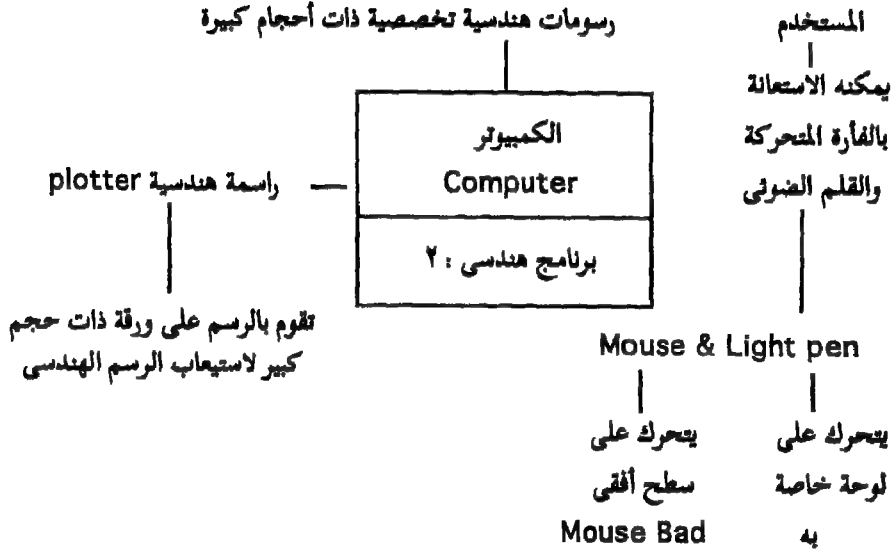 رسومات هندسية تخصصية ذات أحجام كبيرة
المستخدم
يمكنه الاستعانة
بالفأرة المتحركة
والقلم الضوئى
الكمبيوتر
Computer
برنامج هندسى : ٢
راسمة هندسية plotter
تقوم بالرسم على ورقة ذات حجم
كبير لاستيعاب الرسم الهندسى
Mouse & Light pen
يتحرك على
لوحة خاصة
به
يتحرك على
سطح أفقى
Mouse Bad